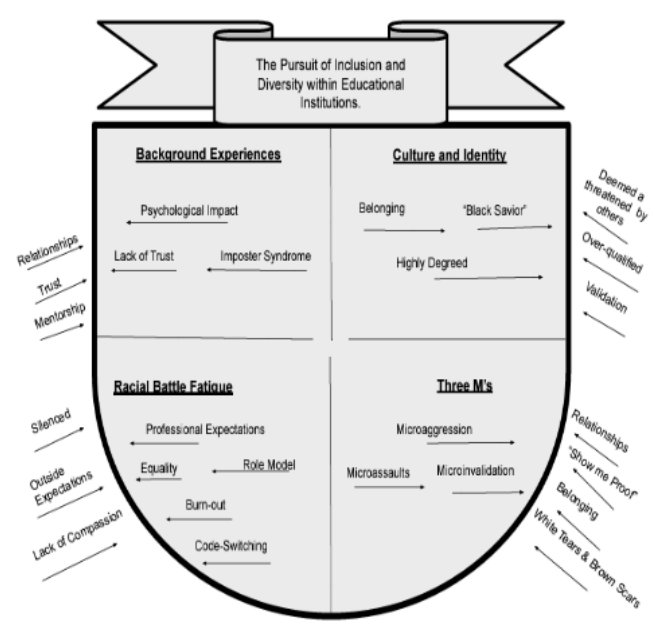 The Pursuit of Inclusion and
Diversity within Educational
Institutions.
Background Experiences
Psychological Impact
Lack of Trust
Imposter Syndrome
Culture and Identity
Belonging
"Black Savior"
Highly Degreed
Racial Battle Fatigue
Professional Expectations
Equality
Role Model
Burn-out
Code-Switching
Three M's
Microaggression
Microassaults
Microinvalidation
Relationships
Trust
Mentorship
Silenced
Outside
Expectations
Lack of Compassion
Deemed a
threatened by
others
Over-qualified
Validation
Relationships
"Show me Proof"
Belonging
White Tears & Brown Scars